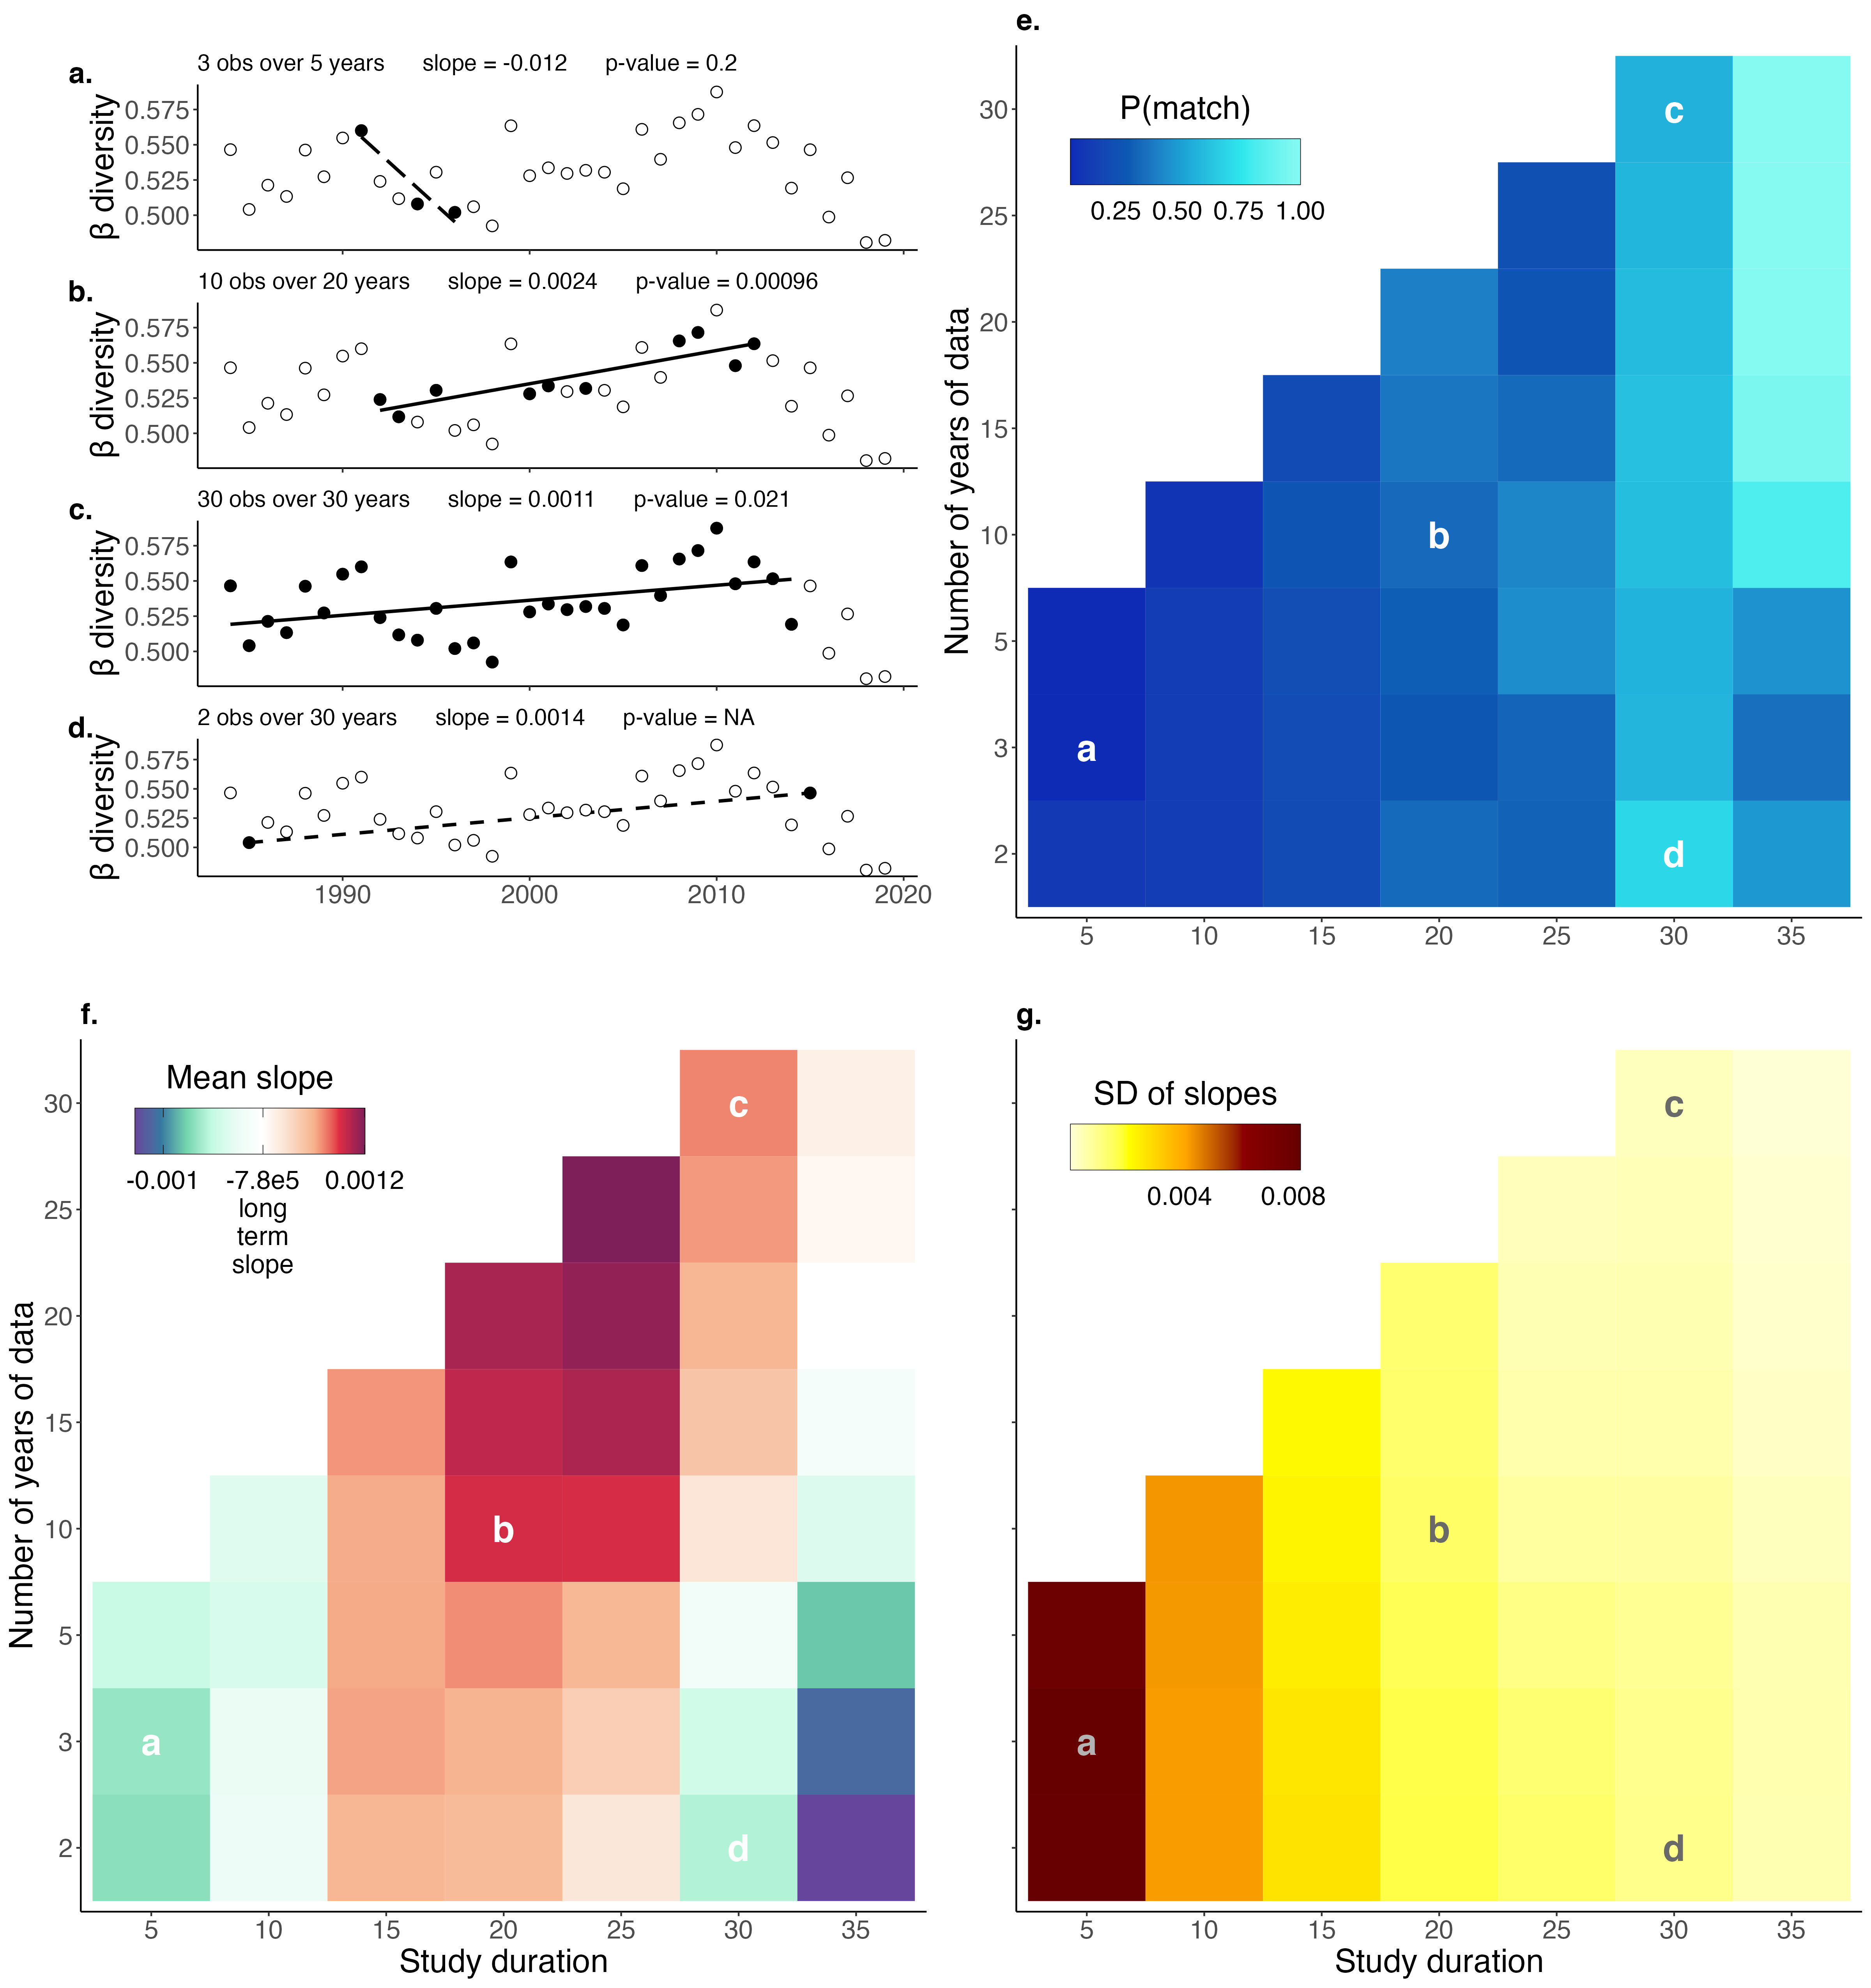 a.
3 obs over 5 years slope = -0.012 p-value = 0.2
β diversity
0.575
0.550
0.525
0.500
b.
10 obs over 20 years slope = 0.0024 p-value = 0.00096
β diversity
0.575
0.550
0.525
0.500
c.
30 obs over 30 years slope = 0.0011 p-value = 0.021
β diversity
0.575
0.550
0.525
0.500
d.
2 obs over 30 years slope = 0.0014 p-value = NA
β diversity
0.575
0.550
0.525
0.500
1990 2000 2010 2020
e.
P(match)
0.25 0.50 0.75 1.00
Number of years of data
30
25
20
15
10
5
3
2
c
b
a
d
5 10 15 20 25 30 35
f.
Mean slope
-0.001 -7.8e5 0.0012
long
term
slope
Number of years of data
30
25
20
15
10
5
3
2
c
b
a
d
5 10 15 20 25 30 35
Study duration
g.
SD of slopes
0.004 0.008
c
b
a
d
5 10 15 20 25 30 35
Study duration